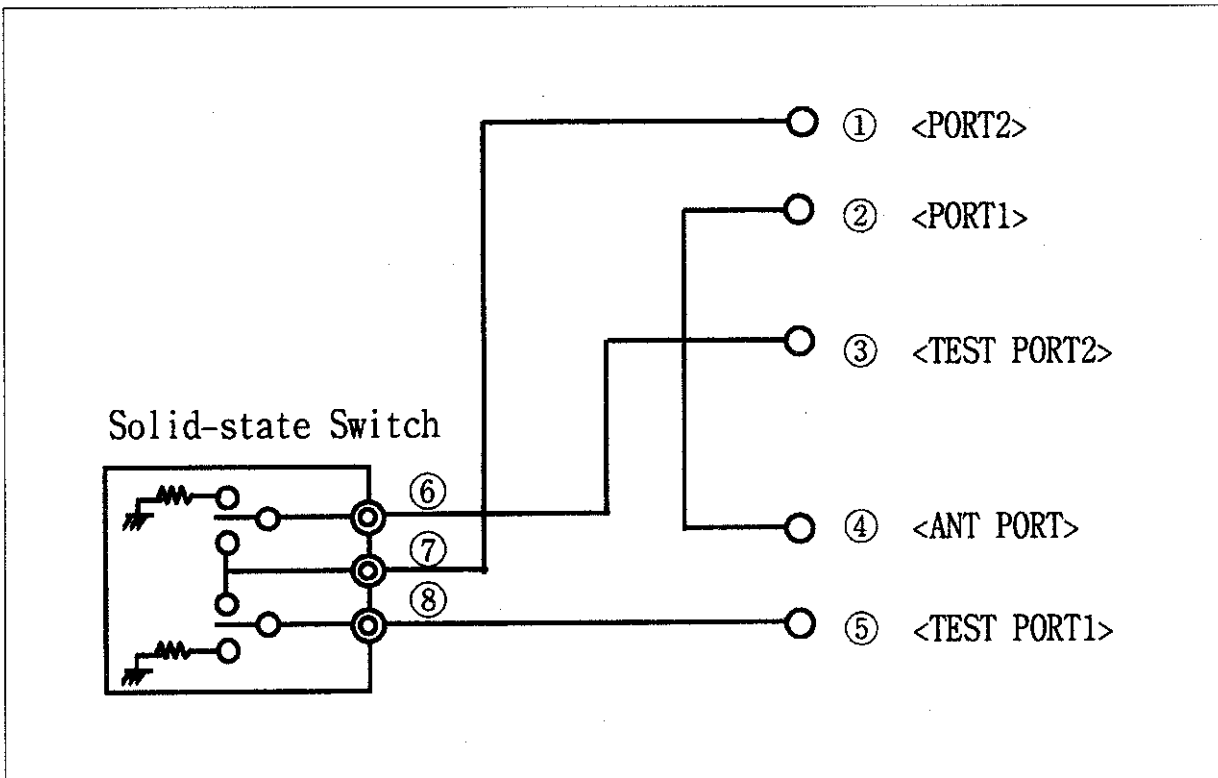 ① <PORT2>
② <PORT1>
③ <TEST PORT2>
Solid-state Switch
⑥
④ <ANT PORT>
⑦
⑧
⑤ <TEST PORT1>